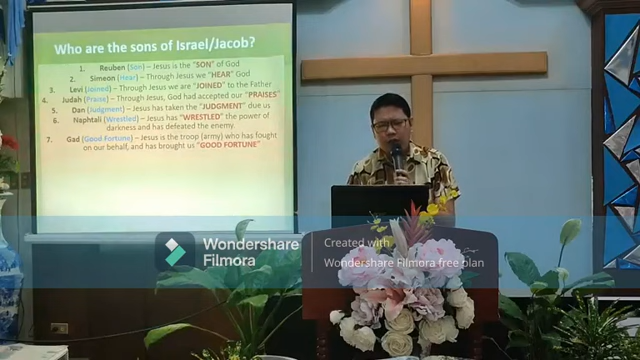 Who are the sons of Israel/Jacob?
1. Reuben (Son) – Jesus is the "SON" of God
2. Simeon (Hear) – Through Jesus we "HEAR" God
3. Levi (Joined) – Through Jesus we are "JOINED" to the Father
4. Judah (Praise) – Through Jesus, God had accepted our "PRAISES"
5. Dan (Judgment) – Jesus has taken the "JUDGMENT" due us
6. Naphtali (Wrestled) – Jesus has "WRESTLED" the power of
darkness and has defeated the enemy.
7. Gad (Good Fortune) – Jesus is the troop (army) who has fought
on our behalf, and has brought us "GOOD FORTUNE"
Wondershare
Filmora
Created with
Wondershare Filmora free plan